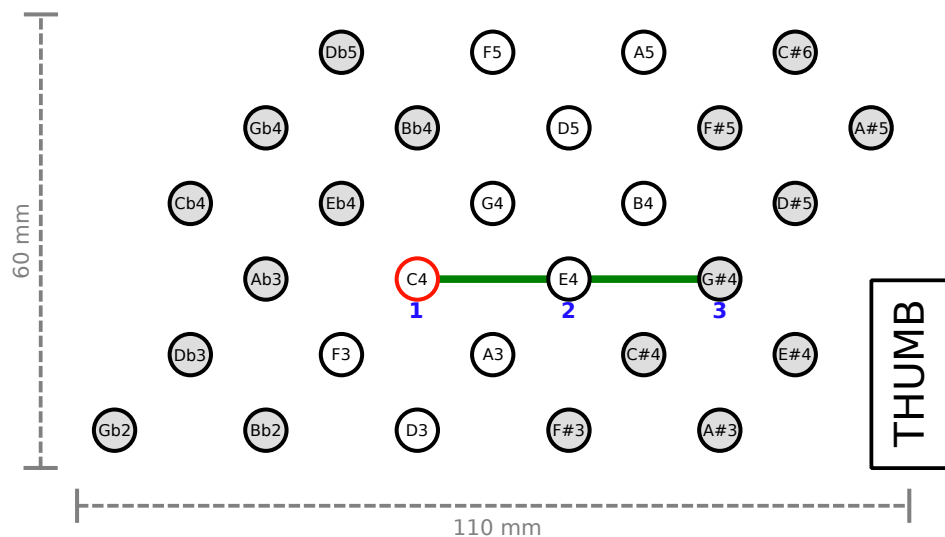 Db5 F5 A5 C#6
Gb4 Bb4 D5 F#5 A#5
Cb4 Eb4 G4 B4 D#5
60 mm
Ab3 C4 E4 G#4
1 2 3
Db3 F3 A3 C#4 E#4
THUMB
Gb2 Bb2 D3 F#3 A#3
110 mm